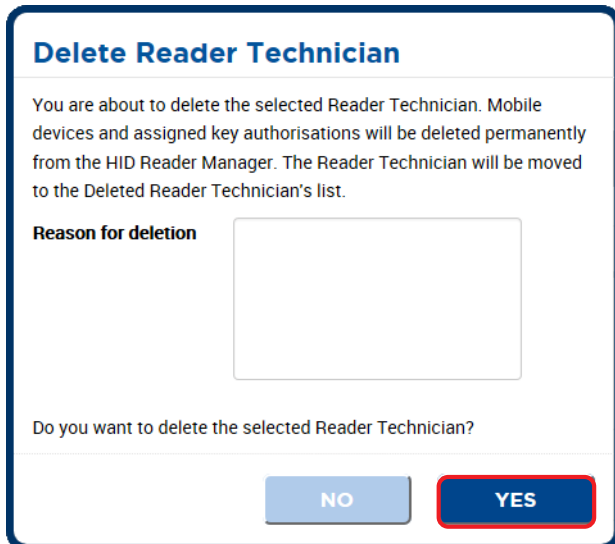 Delete Reader Technician
You are about to delete the selected Reader Technician. Mobile
devices and assigned key authorisations will be deleted permanently
from the HID Reader Manager. The Reader Technician will be moved
to the Deleted Reader Technician's list.
Reason for deletion
Do you want to delete the selected Reader Technician?
NO
YES